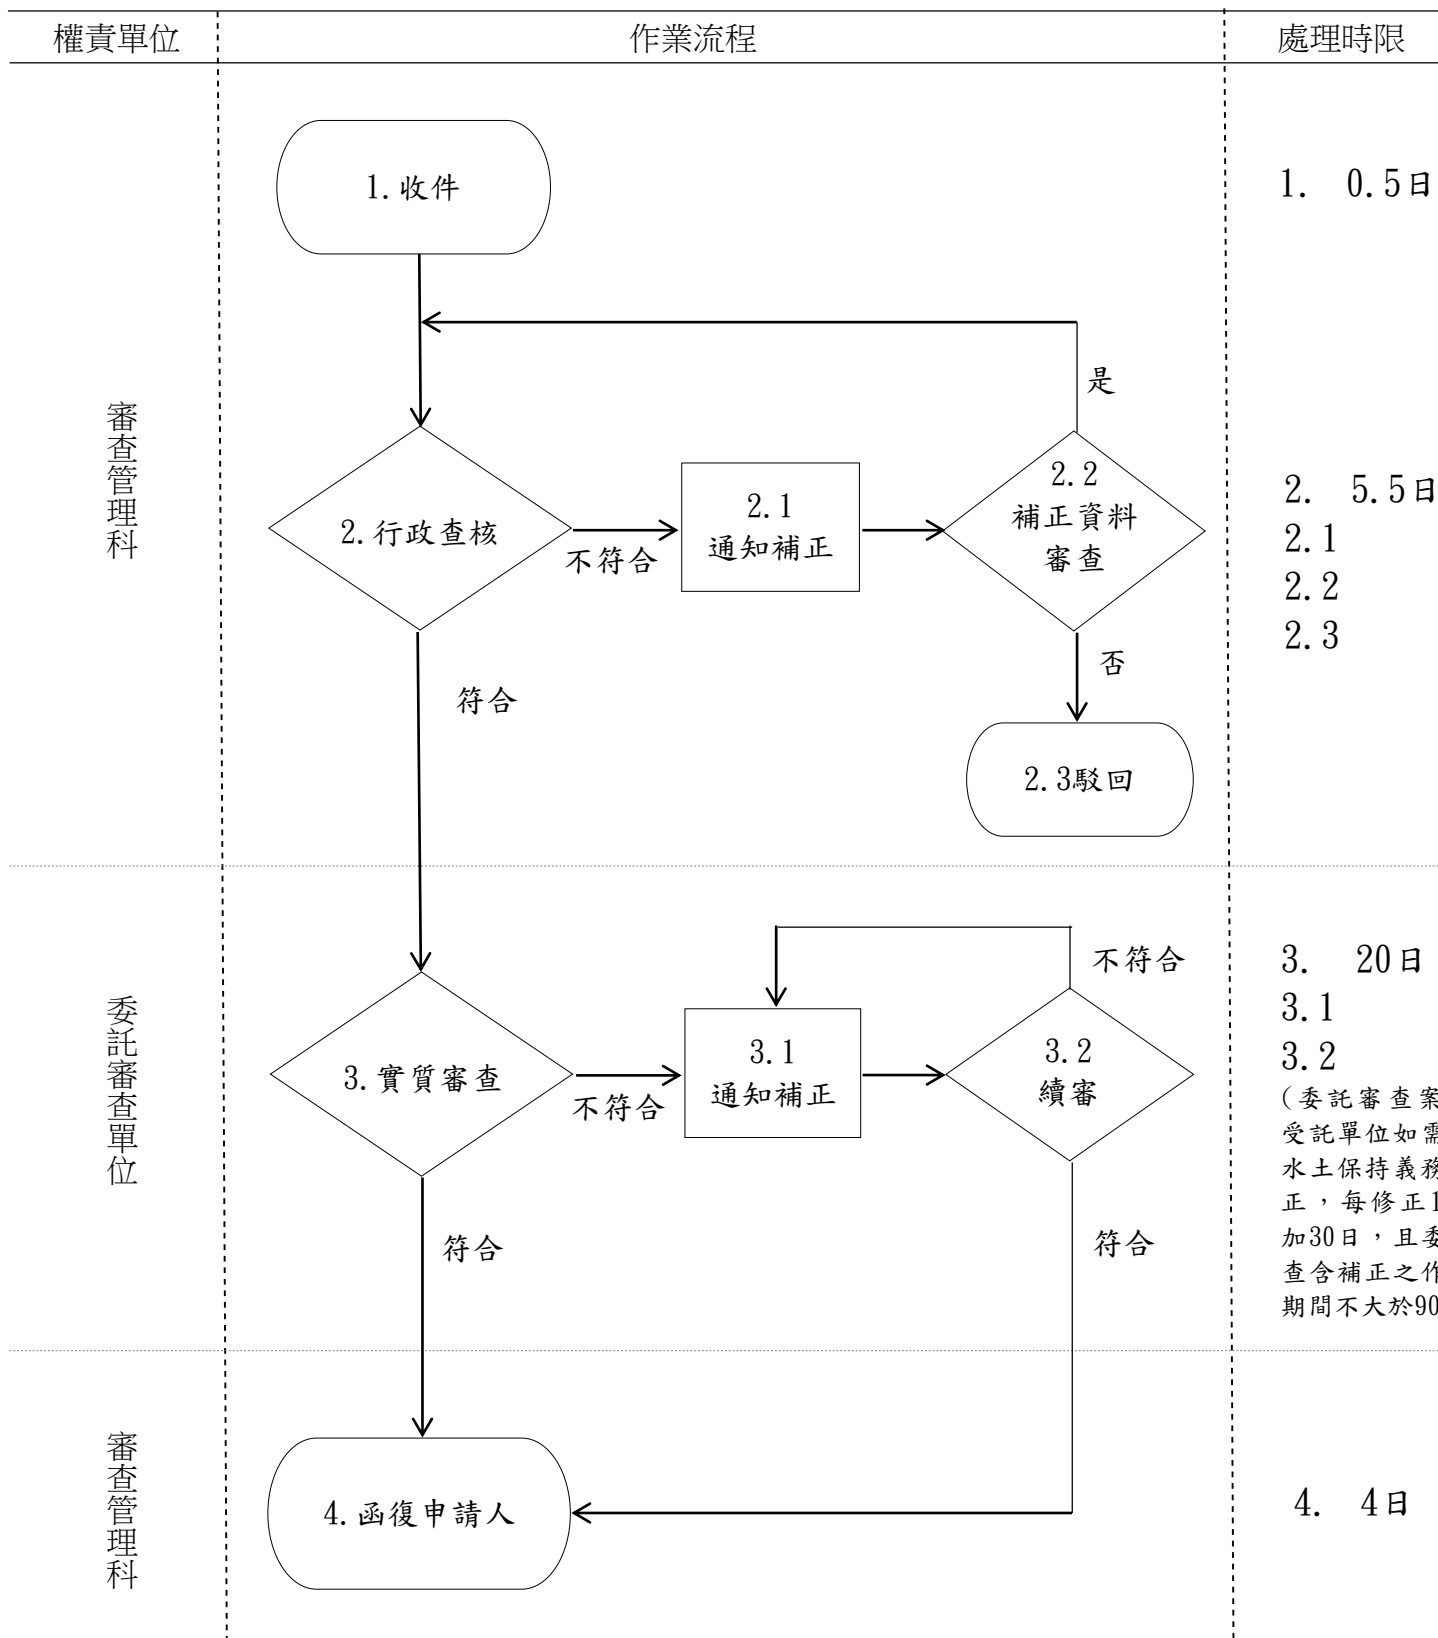 權責單位
作業流程
處理時限
1.收件
1. 0.5日
是
審查管理科
2.行政查核
不符合
2.1
通知補正
2.2
補正資料
審查
2. 5.5日
2.1
2.2
2.3
否
符合
2.3駁回
委託審查單位
不符合
3.實質審查
不符合
3.1
通知補正
3.2
續審
3. 20日
3.1
3.2
(委託審查案
受託單位如需
水土保持義務
正，每修正1
加30日，且委
查含補正之作
期間不大於90
符合
符合
審查管理科
4.函復申請人
4. 4日